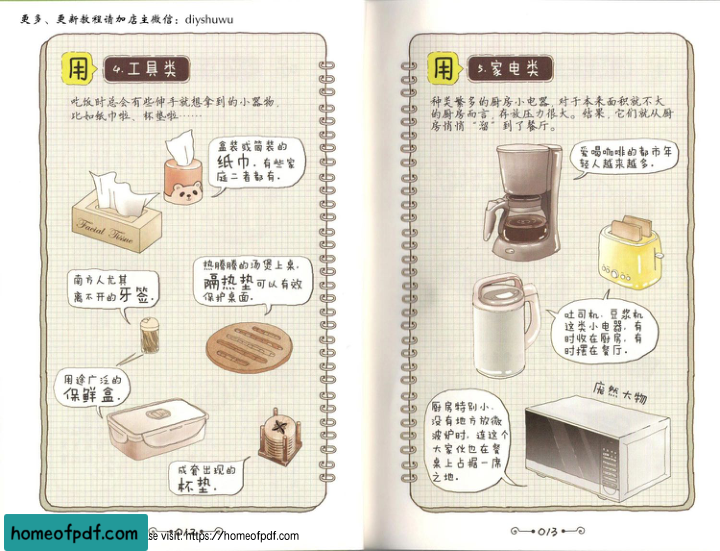 更多、更新教程请加店主微信：diyshuwu
用
4.工具类
吃饭时总会有些伸手就想拿到的小器物，
比如纸巾啦、杯垫啦……
盒装或筒装的
纸巾，有些家
庭二者都有．
Facial Tissue
南方人尤其
离不开的牙签．
热腾腾的汤煲上桌，
隔热垫可以有效
保护桌面．
用途广泛的
保鲜盒．
成套出现的
杯垫．
用
5.家电类
种类繁多的厨房小电器，对于本来面积就不大
的厨房而言，存放压力很大。结果，它们就从厨
房悄悄“溜”到了餐厅。
爱喝咖啡的都市年
轻人越来越多．
吐司机、豆浆机
这类小电器，有
时收在厨房，有
时摆在餐厅．
庞然大物
厨房特别小，
没有地方放微
波炉时，连这个
大家伙也在餐
桌上占据一席
之地．
homeofpdf.com
se visit: https://homeofpdf.com
013